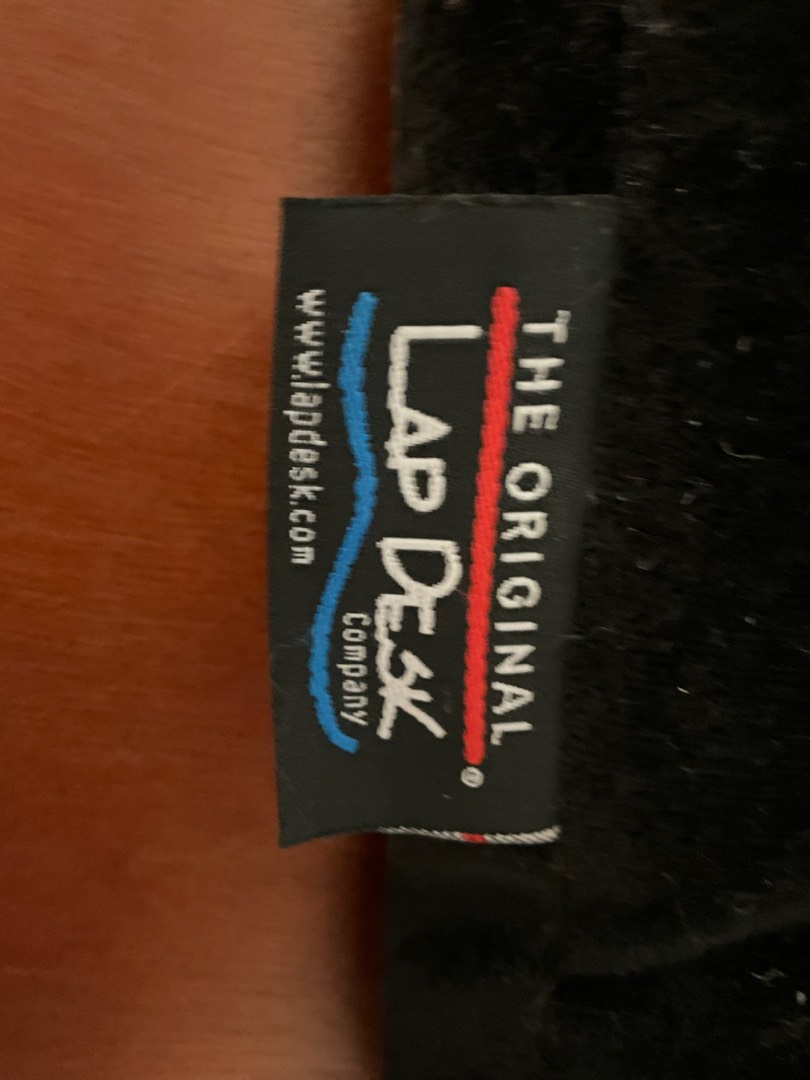 THE ORIGINAL
LAP DESK®
company
www.lapdesk.com